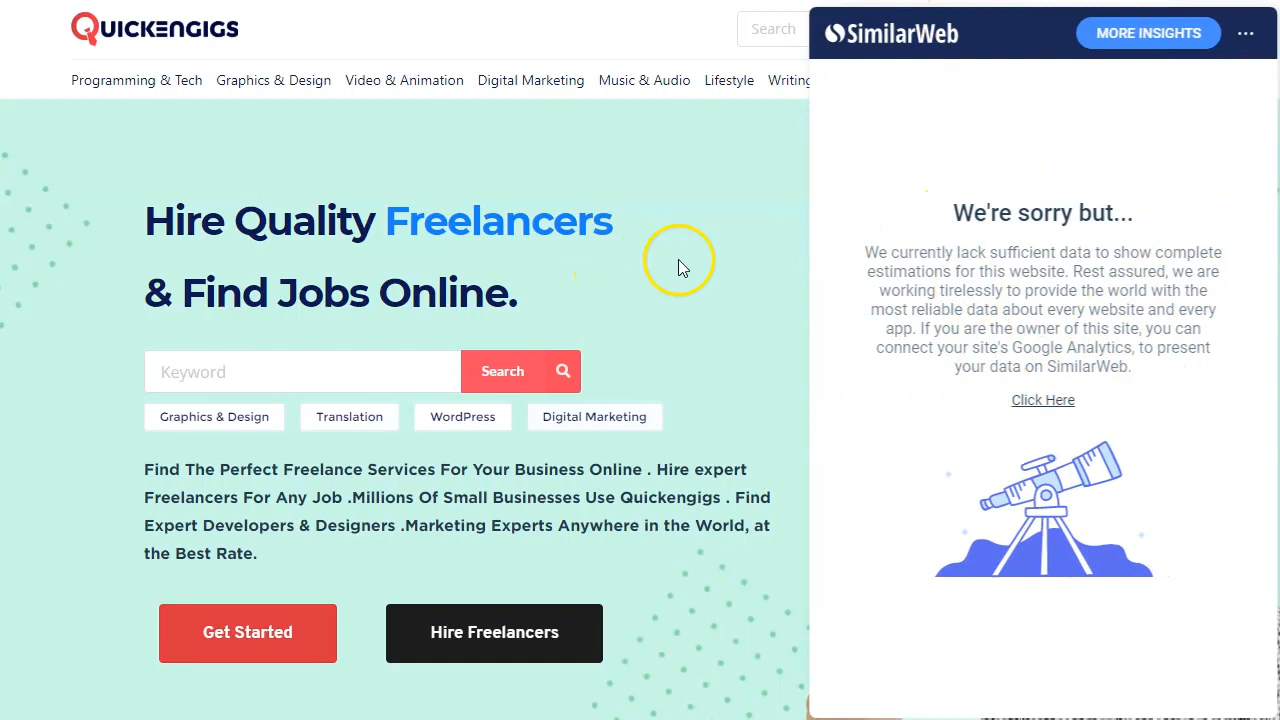 QUICKENGIGS
Search
Programming & Tech Graphics & Design Video & Animation Digital Marketing Music & Audio Lifestyle Writing
Hire Quality Freelancers
& Find Jobs Online.
Keyword
Search
Graphics & Design Translation WordPress Digital Marketing
Find The Perfect Freelance Services For Your Business Online . Hire expert
Freelancers For Any Job .Millions Of Small Businesses Use Quickengigs . Find
Expert Developers & Designers .Marketing Experts Anywhere in the World, at
the Best Rate.
Get Started
Hire Freelancers
SimilarWeb
MORE INSIGHTS
We're sorry but...
We currently lack sufficient data to show complete
estimations for this website. Rest assured, we are
working tirelessly to provide the world with the
most reliable data about every website and every
app. If you are the owner of this site, you can
connect your site's Google Analytics, to present
your data on SimilarWeb.
Click Here